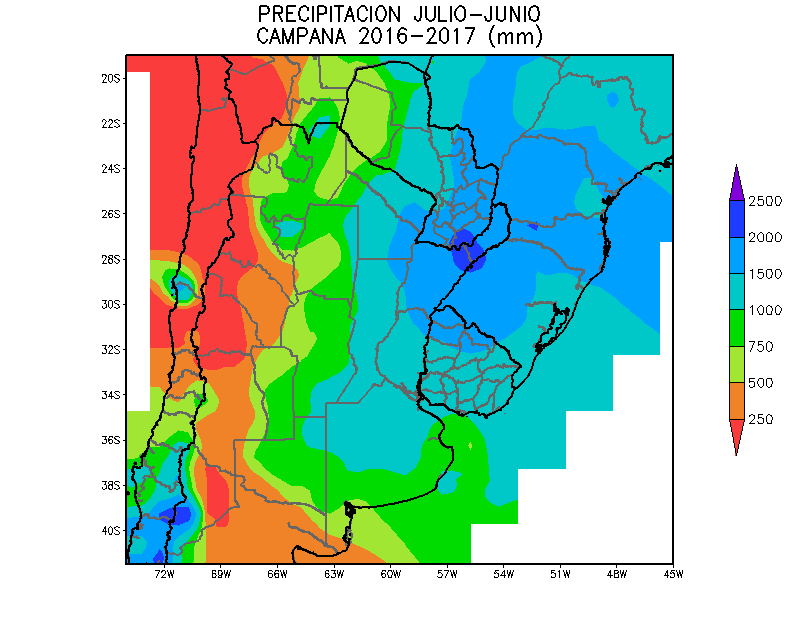 PRECIPITACION JULIO-JUNIO
CAMPANA 2016-2017 (mm)
20S
22S
24S
26S
28S
30S
32S
34S
36S
38S
40S
72W 69W 66W 63W 60W 57W 54W 51W 48W 45W
2500
2000
1500
1000
750
500
250